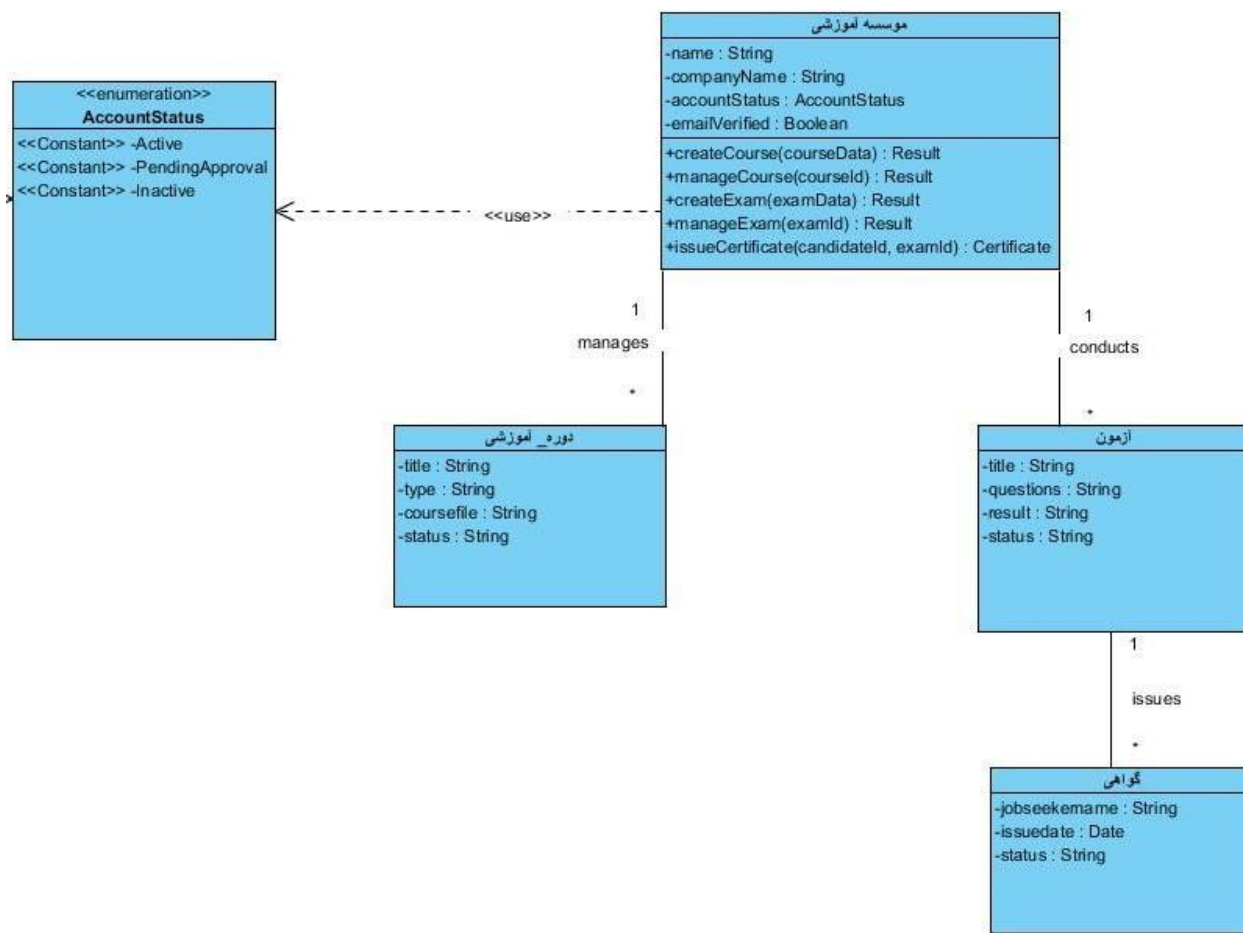 موسسه آموزشی
-name : String
-companyName : String
-accountStatus : AccountStatus
-emailVerified : Boolean
+createCourse(courseData) : Result
+manageCourse(courseId) : Result
+createExam(examData) : Result
+manageExam(examId) : Result
+issueCertificate(candidateId, examId) : Certificate
<<enumeration>>
AccountStatus
<<Constant>> -Active
<<Constant>> -PendingApproval
<<Constant>> -Inactive
<<use>>
1
manages
*
1
conducts
*
دوره_ آموزشی
-title : String
-type : String
-coursefile : String
-status : String
آزمون
-title : String
-questions : String
-result : String
-status : String
1
issues
*
گواهی
-jobseekername : String
-issuedate : Date
-status : String